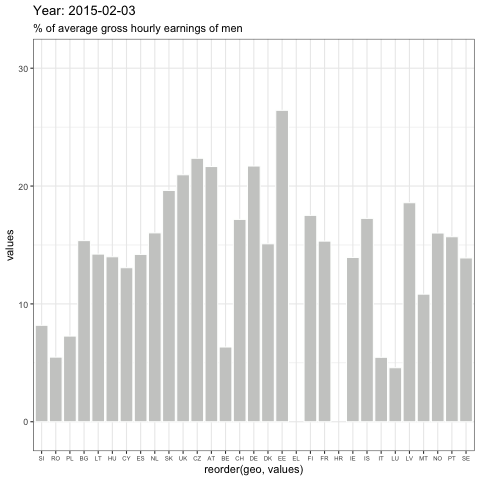 Year: 2015-02-03
% of average gross hourly earnings of men
30
20
10
0
values
SI RO PL BG LT HU CY ES NL SK UK CZ AT BE CH DE DK EE EL FI FR HR IE IS IT LU LV MT NO PT SE
reorder(geo, values)